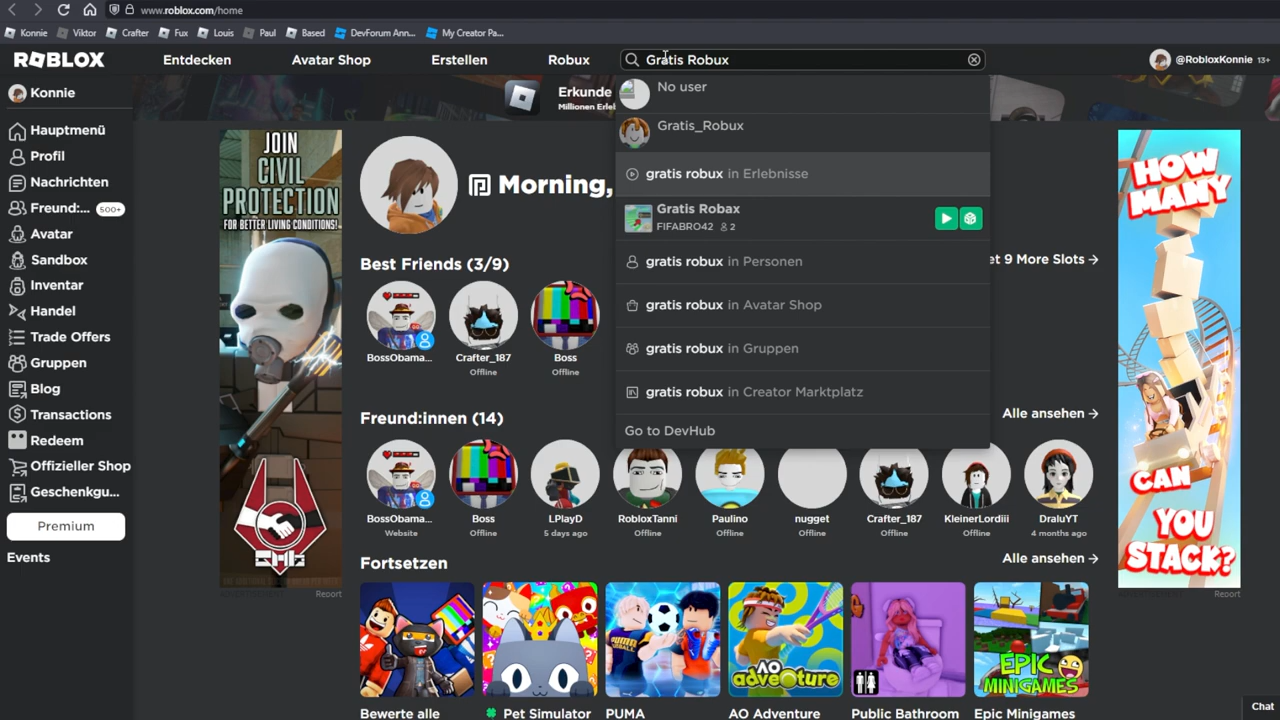 www.roblox.com/home
Konnie
Viktor
Crafter
Fux
Louis
Paul
Based
DevForum Ann...
My Creator Pa...
ROBLOX
Entdecken
Avatar Shop
Erstellen
Robux
Gratis Robux
@RobloxKonnie 13+
Konnie
Hauptmenü
Profil
Nachrichten
Freund:... 500+
Avatar
Sandbox
Inventar
Handel
Trade Offers
Gruppen
Blog
Transactions
Redeem
Offizieller Shop
Geschenkgu...
Premium
Events
Erkunde
JOIN
CIVIL
PROTECTION
FOR BETTER LIVING CONDITIONS!
ADVERTISEMENT
Report
Morning,
Best Friends (3/9)
et 9 More Slots →
BossObama...
Crafter_187
Offline
Boss
Offline
No user
Gratis_Robux
gratis robux in Erlebnisse
Gratis Robax
FIFABRO42 2
gratis robux in Personen
gratis robux in Avatar Shop
gratis robux in Gruppen
gratis robux in Creator Marktplatz
Go to DevHub
Freund:innen (14)
Alle ansehen →
BossObama...
Website
Boss
Offline
LPlayD
5 days ago
RobloxTanni
Offline
Paulino
Offline
nugget
Offline
Crafter_187
Offline
KleinerLordiii
Offline
DraluYT
4 months ago
Fortsetzen
Alle ansehen →
PUMA
AO
adventure
EPIC
MINIGAMES
Bewerte alle
Pet Simulator
PUMA
AO Adventure
Public Bathroom
Epic Minigames
HOW
MANY
CAN
YOU
STACK?
ADVERTISEMENT
Report
Chat